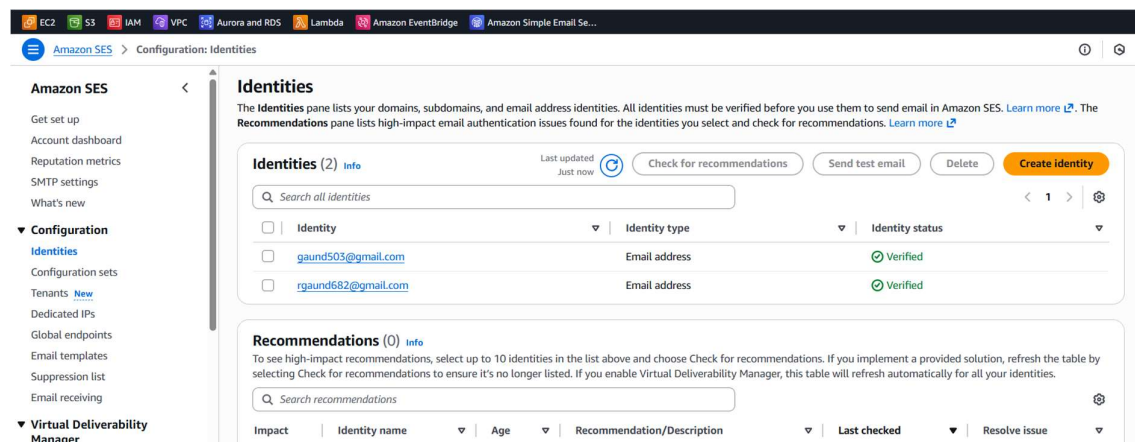 EC2 S3 IAM VPC Aurora and RDS Lambda Amazon EventBridge Amazon Simple Email Se...
Amazon SES > Configuration: Identities
Amazon SES
Get set up
Account dashboard
Reputation metrics
SMTP settings
What's new
Configuration
Identities
Configuration sets
Tenants New
Dedicated IPs
Global endpoints
Email templates
Suppression list
Email receiving
Virtual Deliverability
Manager
Identities
The Identities pane lists your domains, subdomains, and email address identities. All identities must be verified before you use them to send email in Amazon SES. Learn more. The
Recommendations pane lists high-impact email authentication issues found for the identities you select and check for recommendations. Learn more
Identities (2) Info
Last updated
Just now
Check for recommendations Send test email Delete Create identity
Search all identities
1
Identity Identity type Identity status
gaund503@gmail.com Email address Verified
rgaund682@gmail.com Email address Verified
Recommendations (0) Info
To see high-impact recommendations, select up to 10 identities in the list above and choose Check for recommendations. If you implement a provided solution, refresh the table by
selecting Check for recommendations to ensure it's no longer listed. If you enable Virtual Deliverability Manager, this table will refresh automatically for all your identities.
Search recommendations
Impact Identity name Age Recommendation/Description Last checked Resolve issue